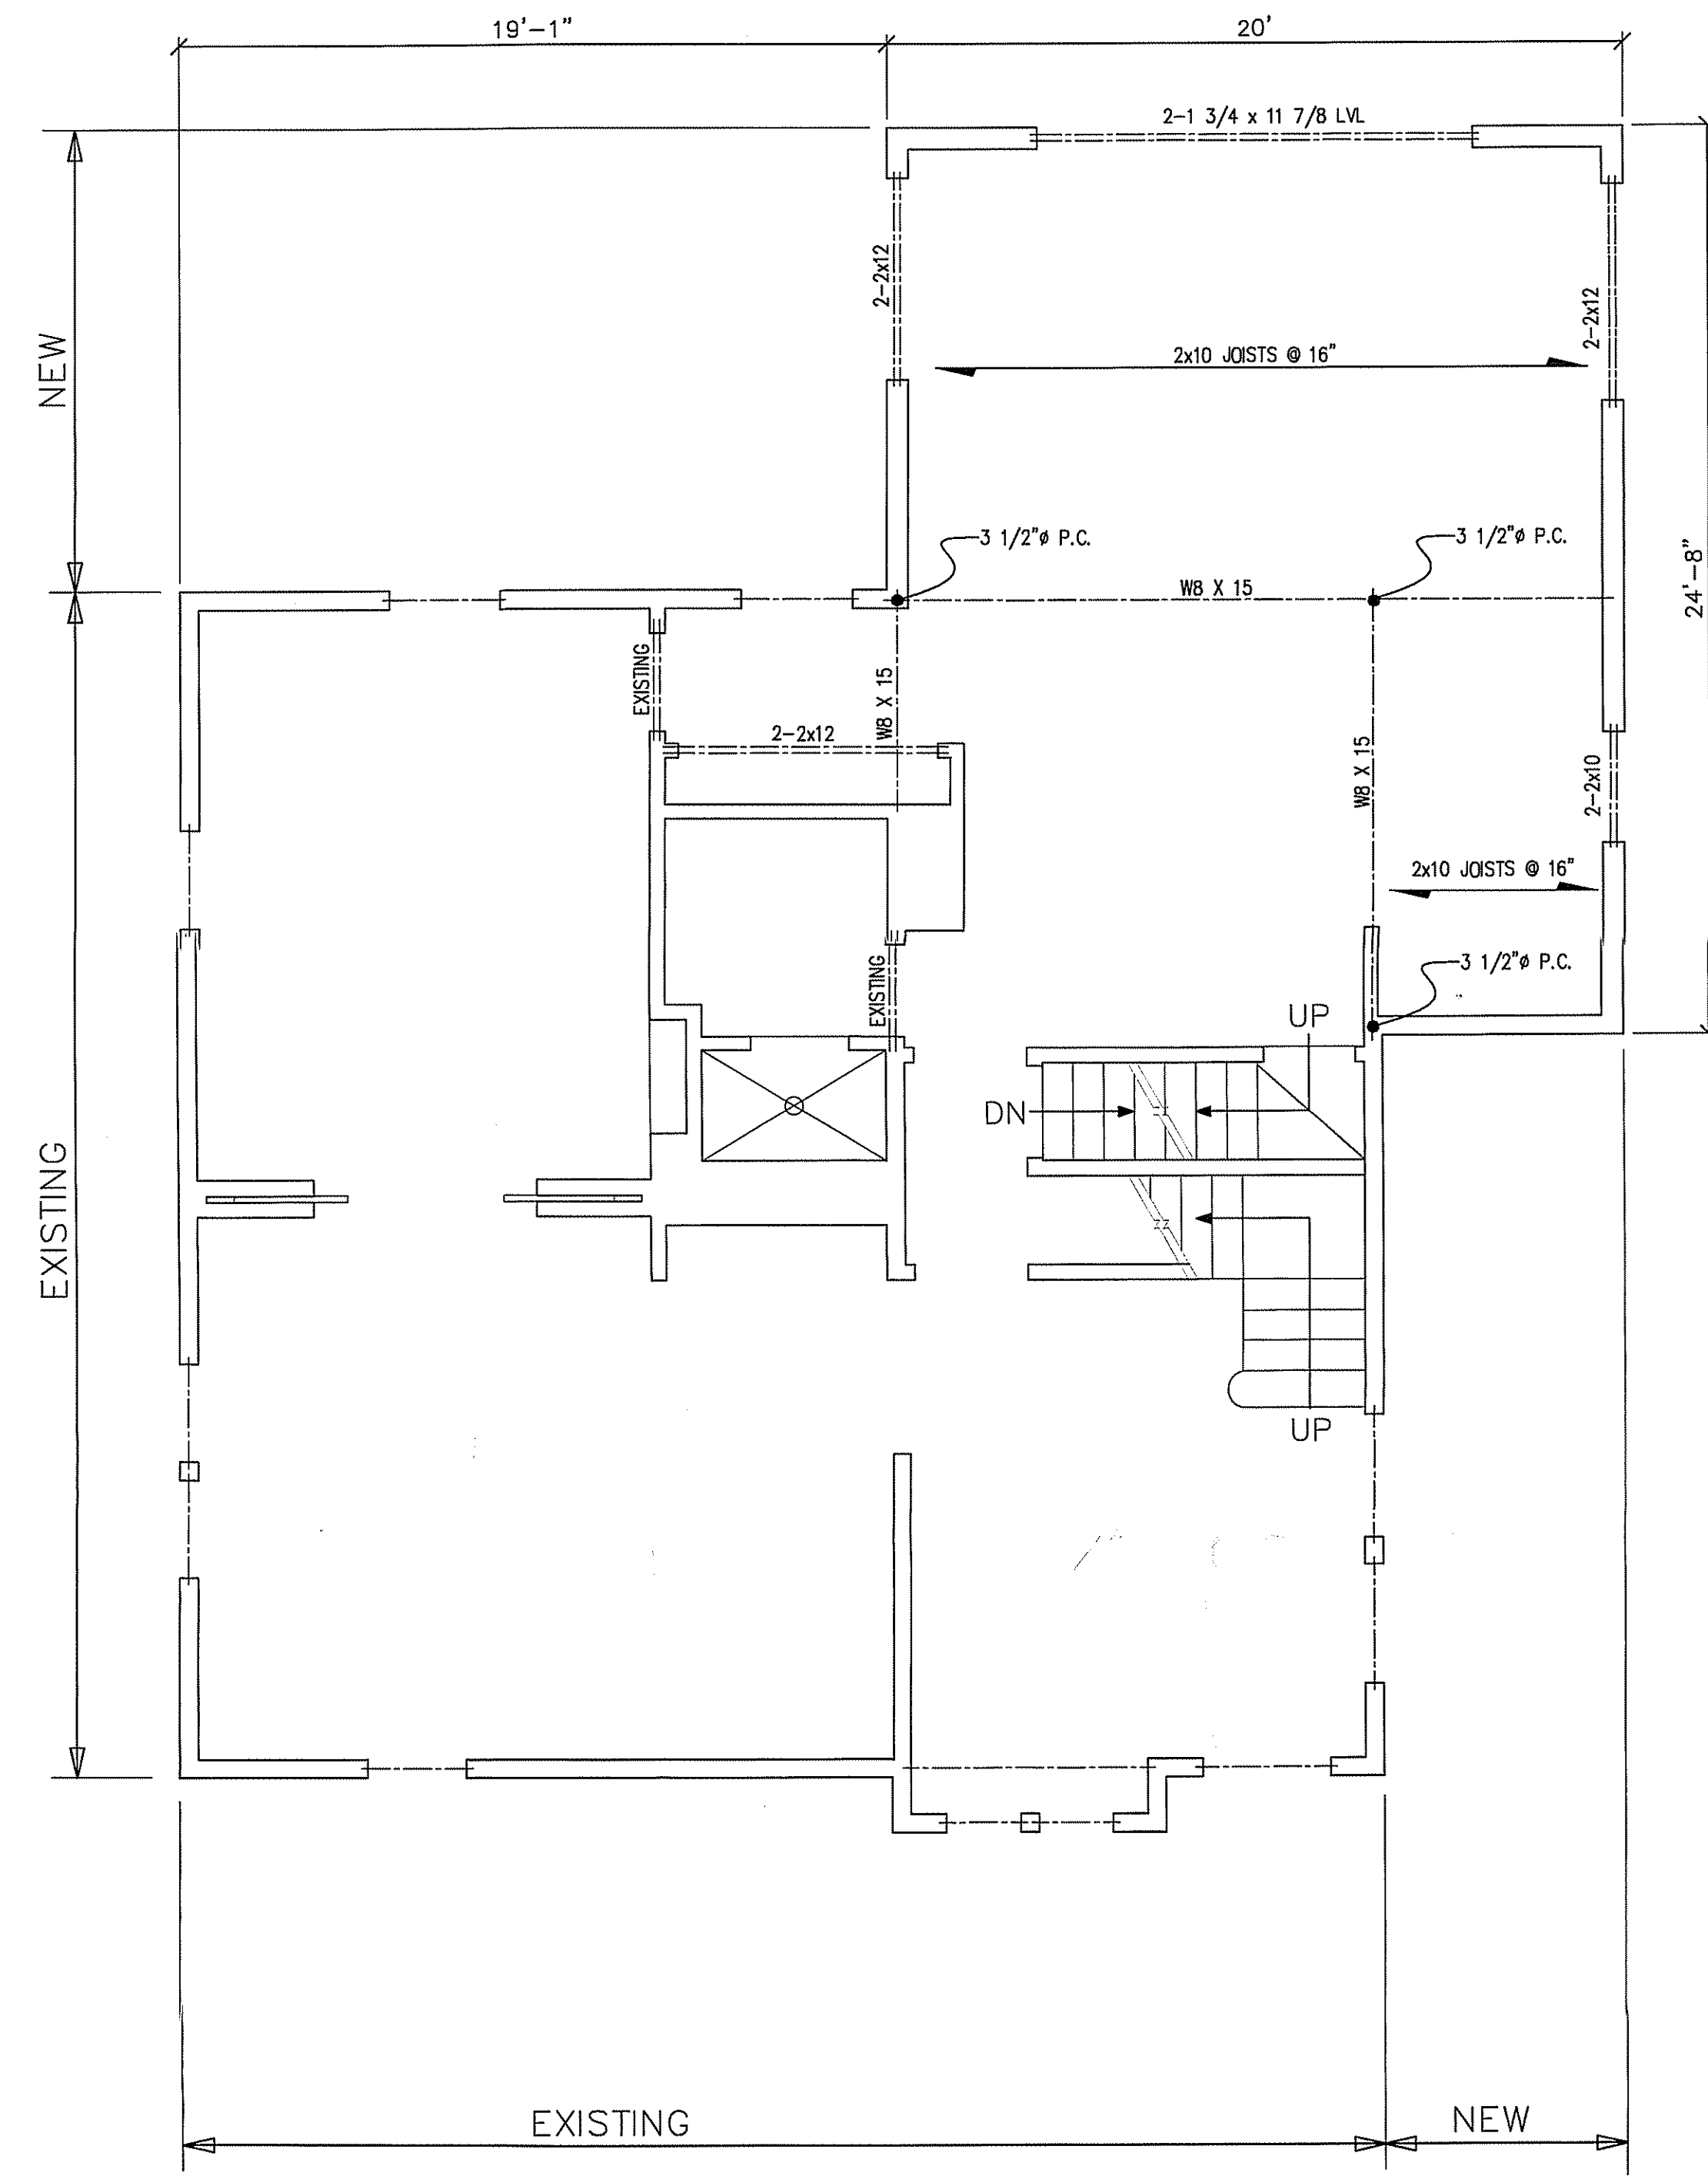 19'-1"
20'
2-1 3/4 x 11 7/8 LVL
2-2x12
2-2x12
NEW
2x10 JOISTS @ 16"
3 1/2"ø P.C.
3 1/2"ø P.C.
24'-8"
W8 X 15
EXISTING
W8 X 15
2-2x12
W8 X 15
2-2x10
2x10 JOISTS @ 16"
EXISTING
3 1/2"ø P.C.
UP
DN
EXISTING
UP
EXISTING
NEW